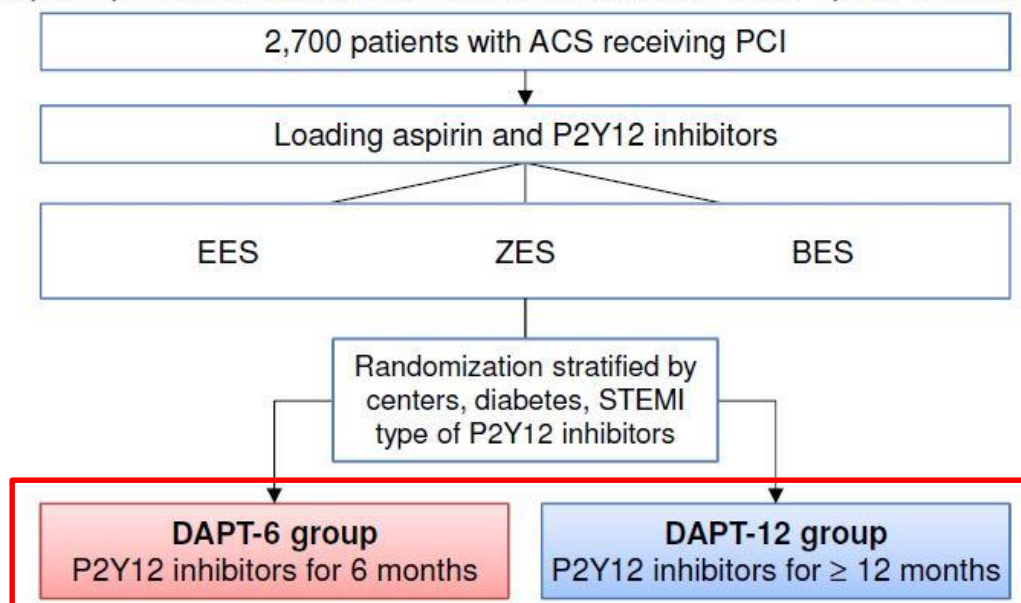 2,700 patients with ACS receiving PCI
Loading aspirin and P2Y12 inhibitors
EES ZES BES
Randomization stratified by
centers, diabetes, STEMI
type of P2Y12 inhibitors
DAPT-6 group
P2Y12 inhibitors for 6 months
DAPT-12 group
P2Y12 inhibitors for ≥ 12 months